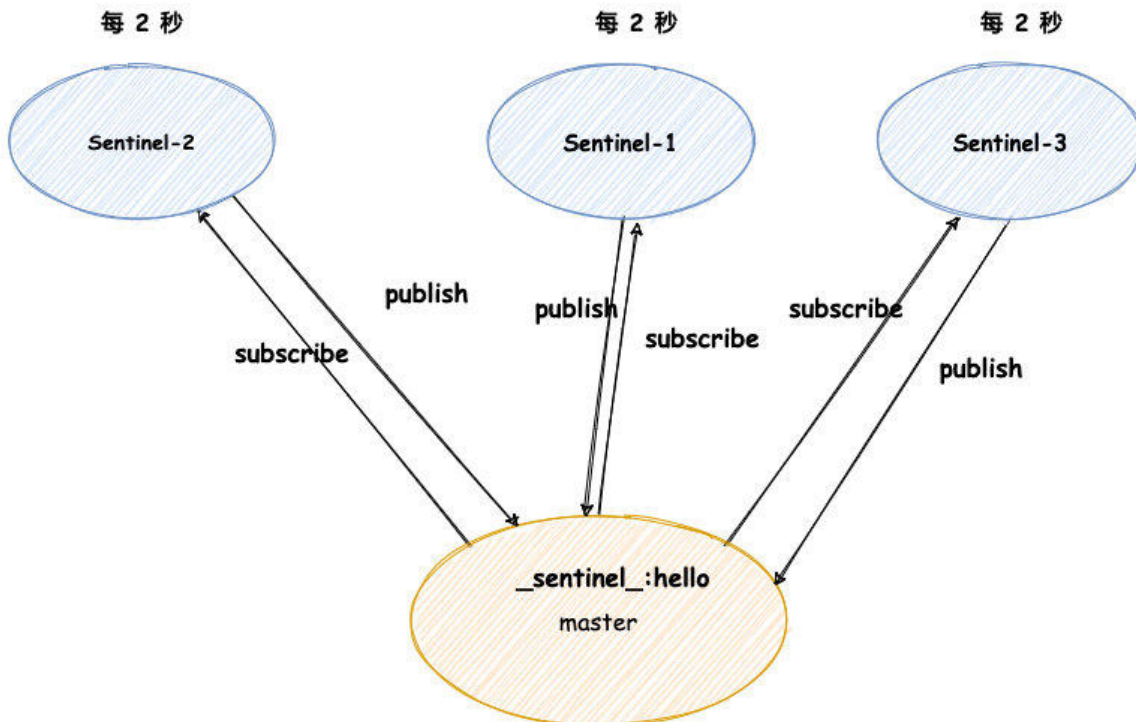 每 2 秒
每 2 秒
每 2 秒
Sentinel-2
Sentinel-1
Sentinel-3
publish
publish
subscribe
subscribe
subscribe
publish
_sentinel_:hello
master